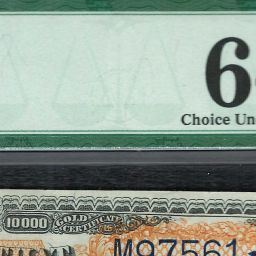 6
Choice Un
10000 GOLD CERTIFICATE
M97561